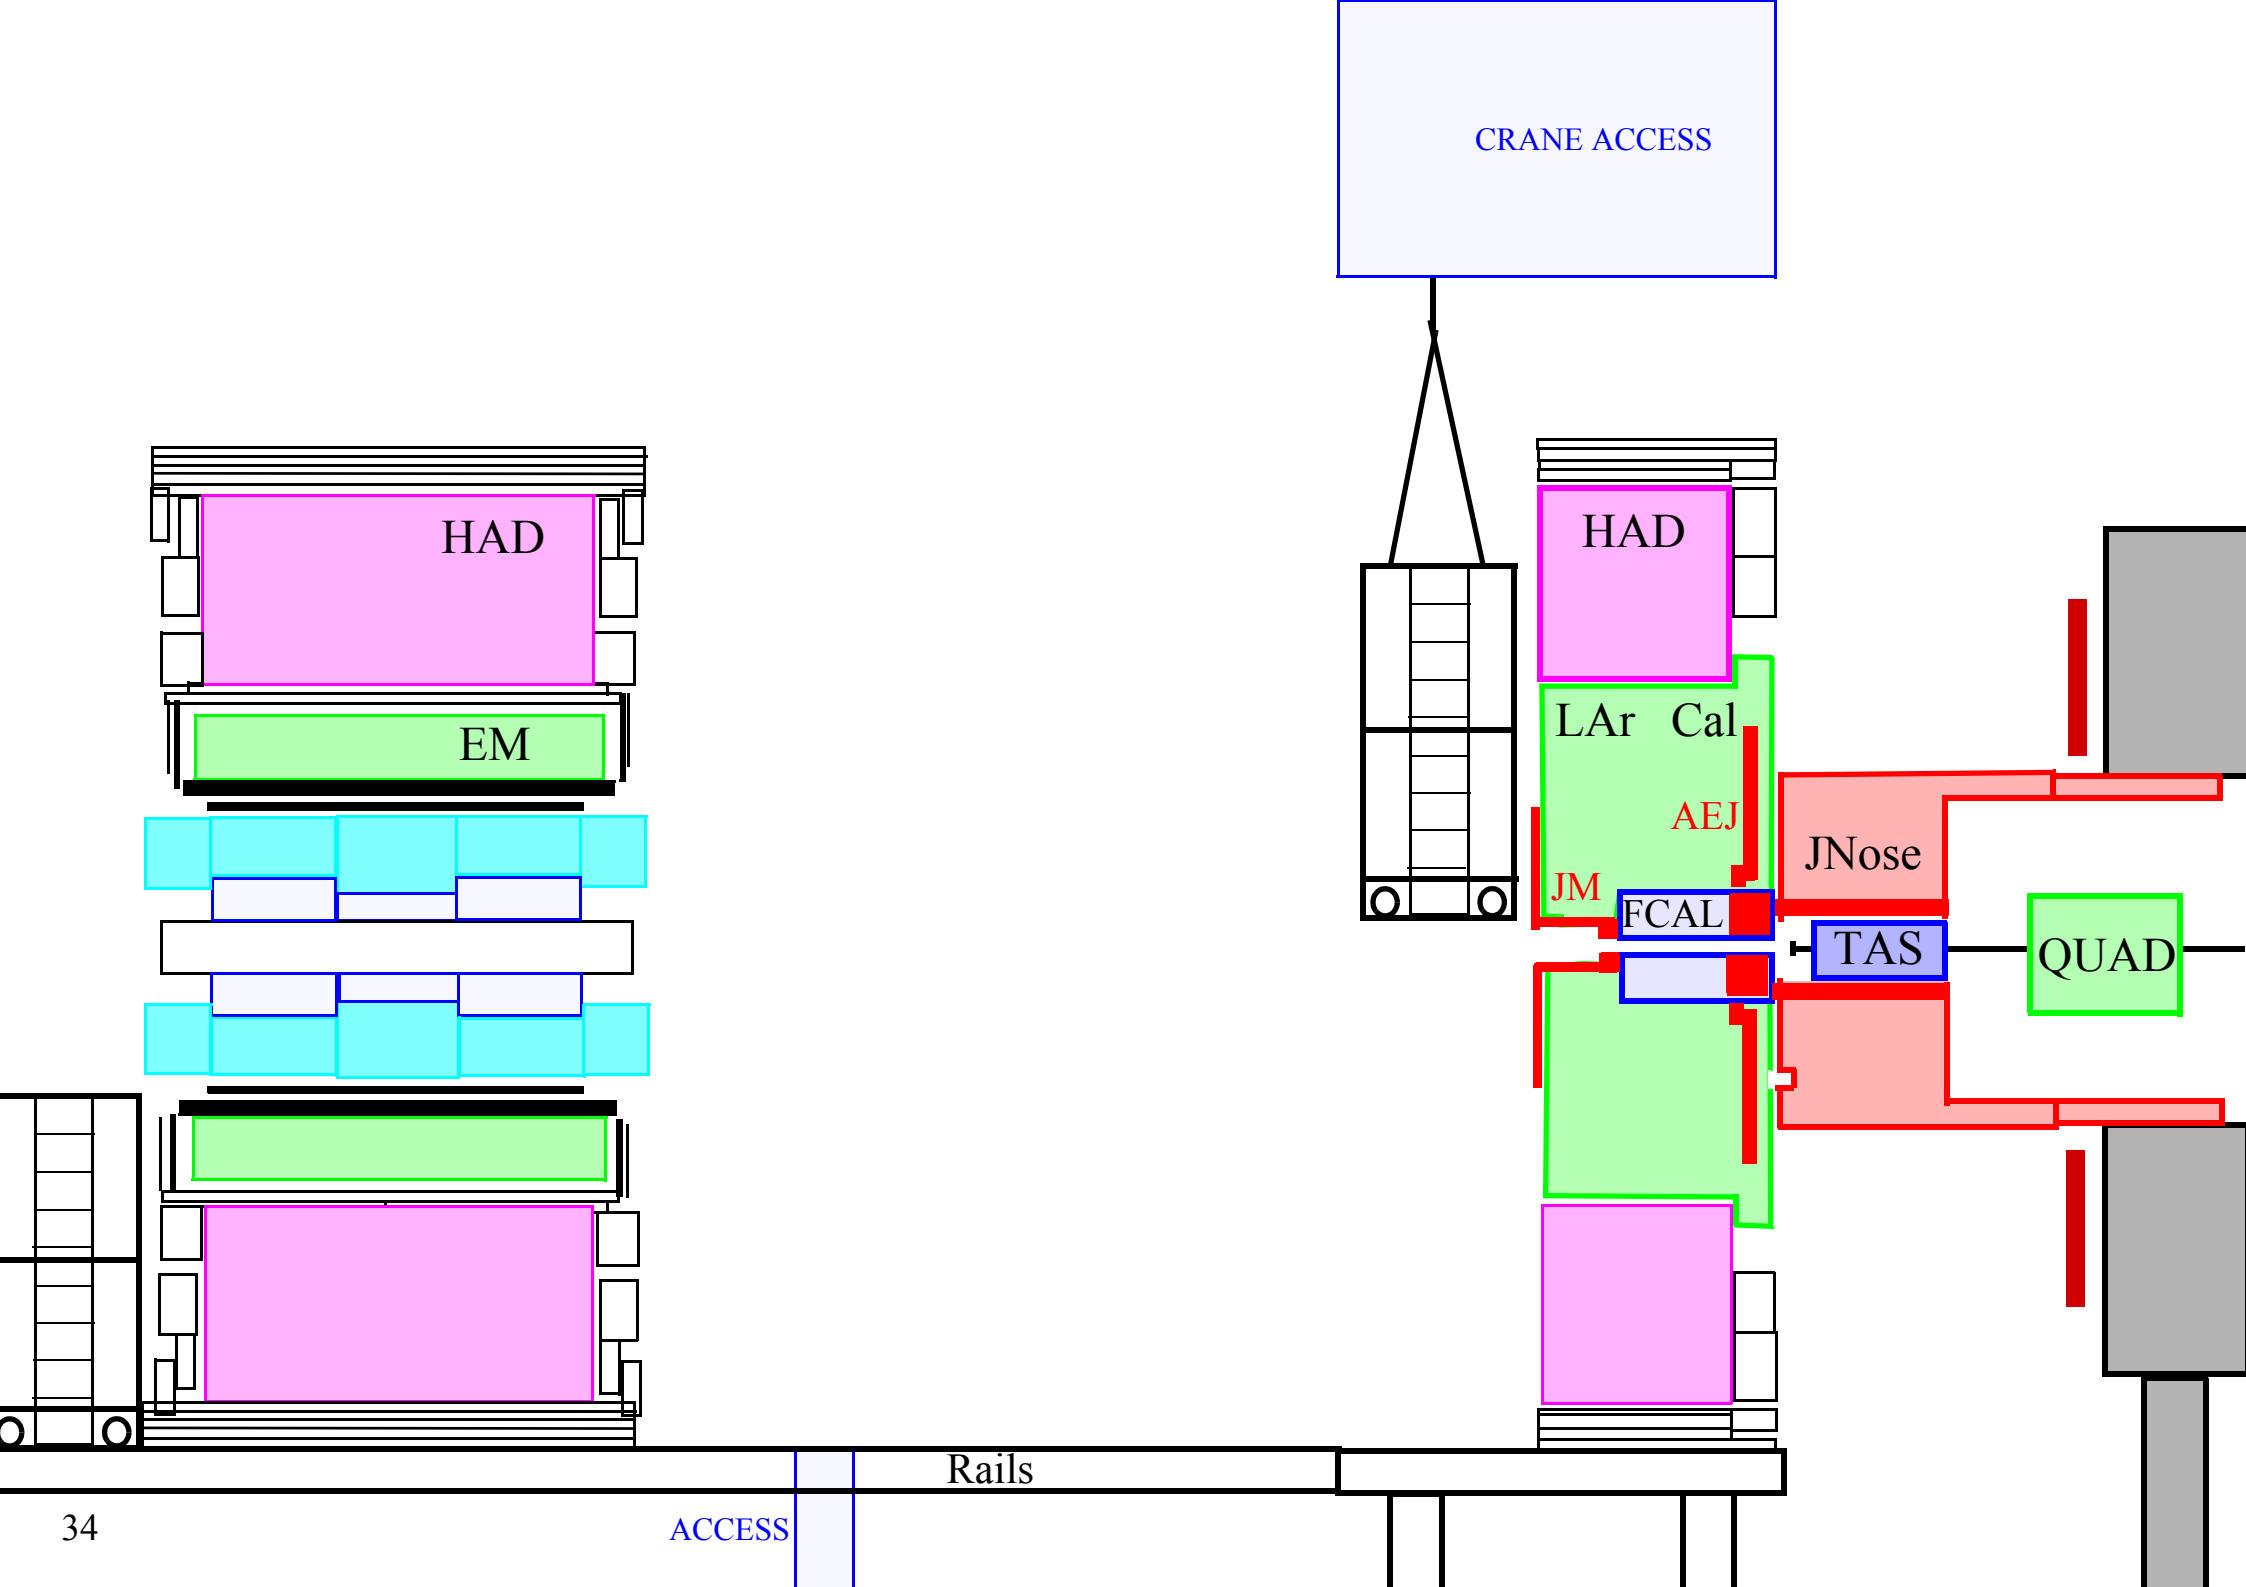 CRANE ACCESS
HAD
HAD
EM
LAr Cal
AEJ
JM
JNose
FCAL
TAS
QUAD
Rails
34
ACCESS